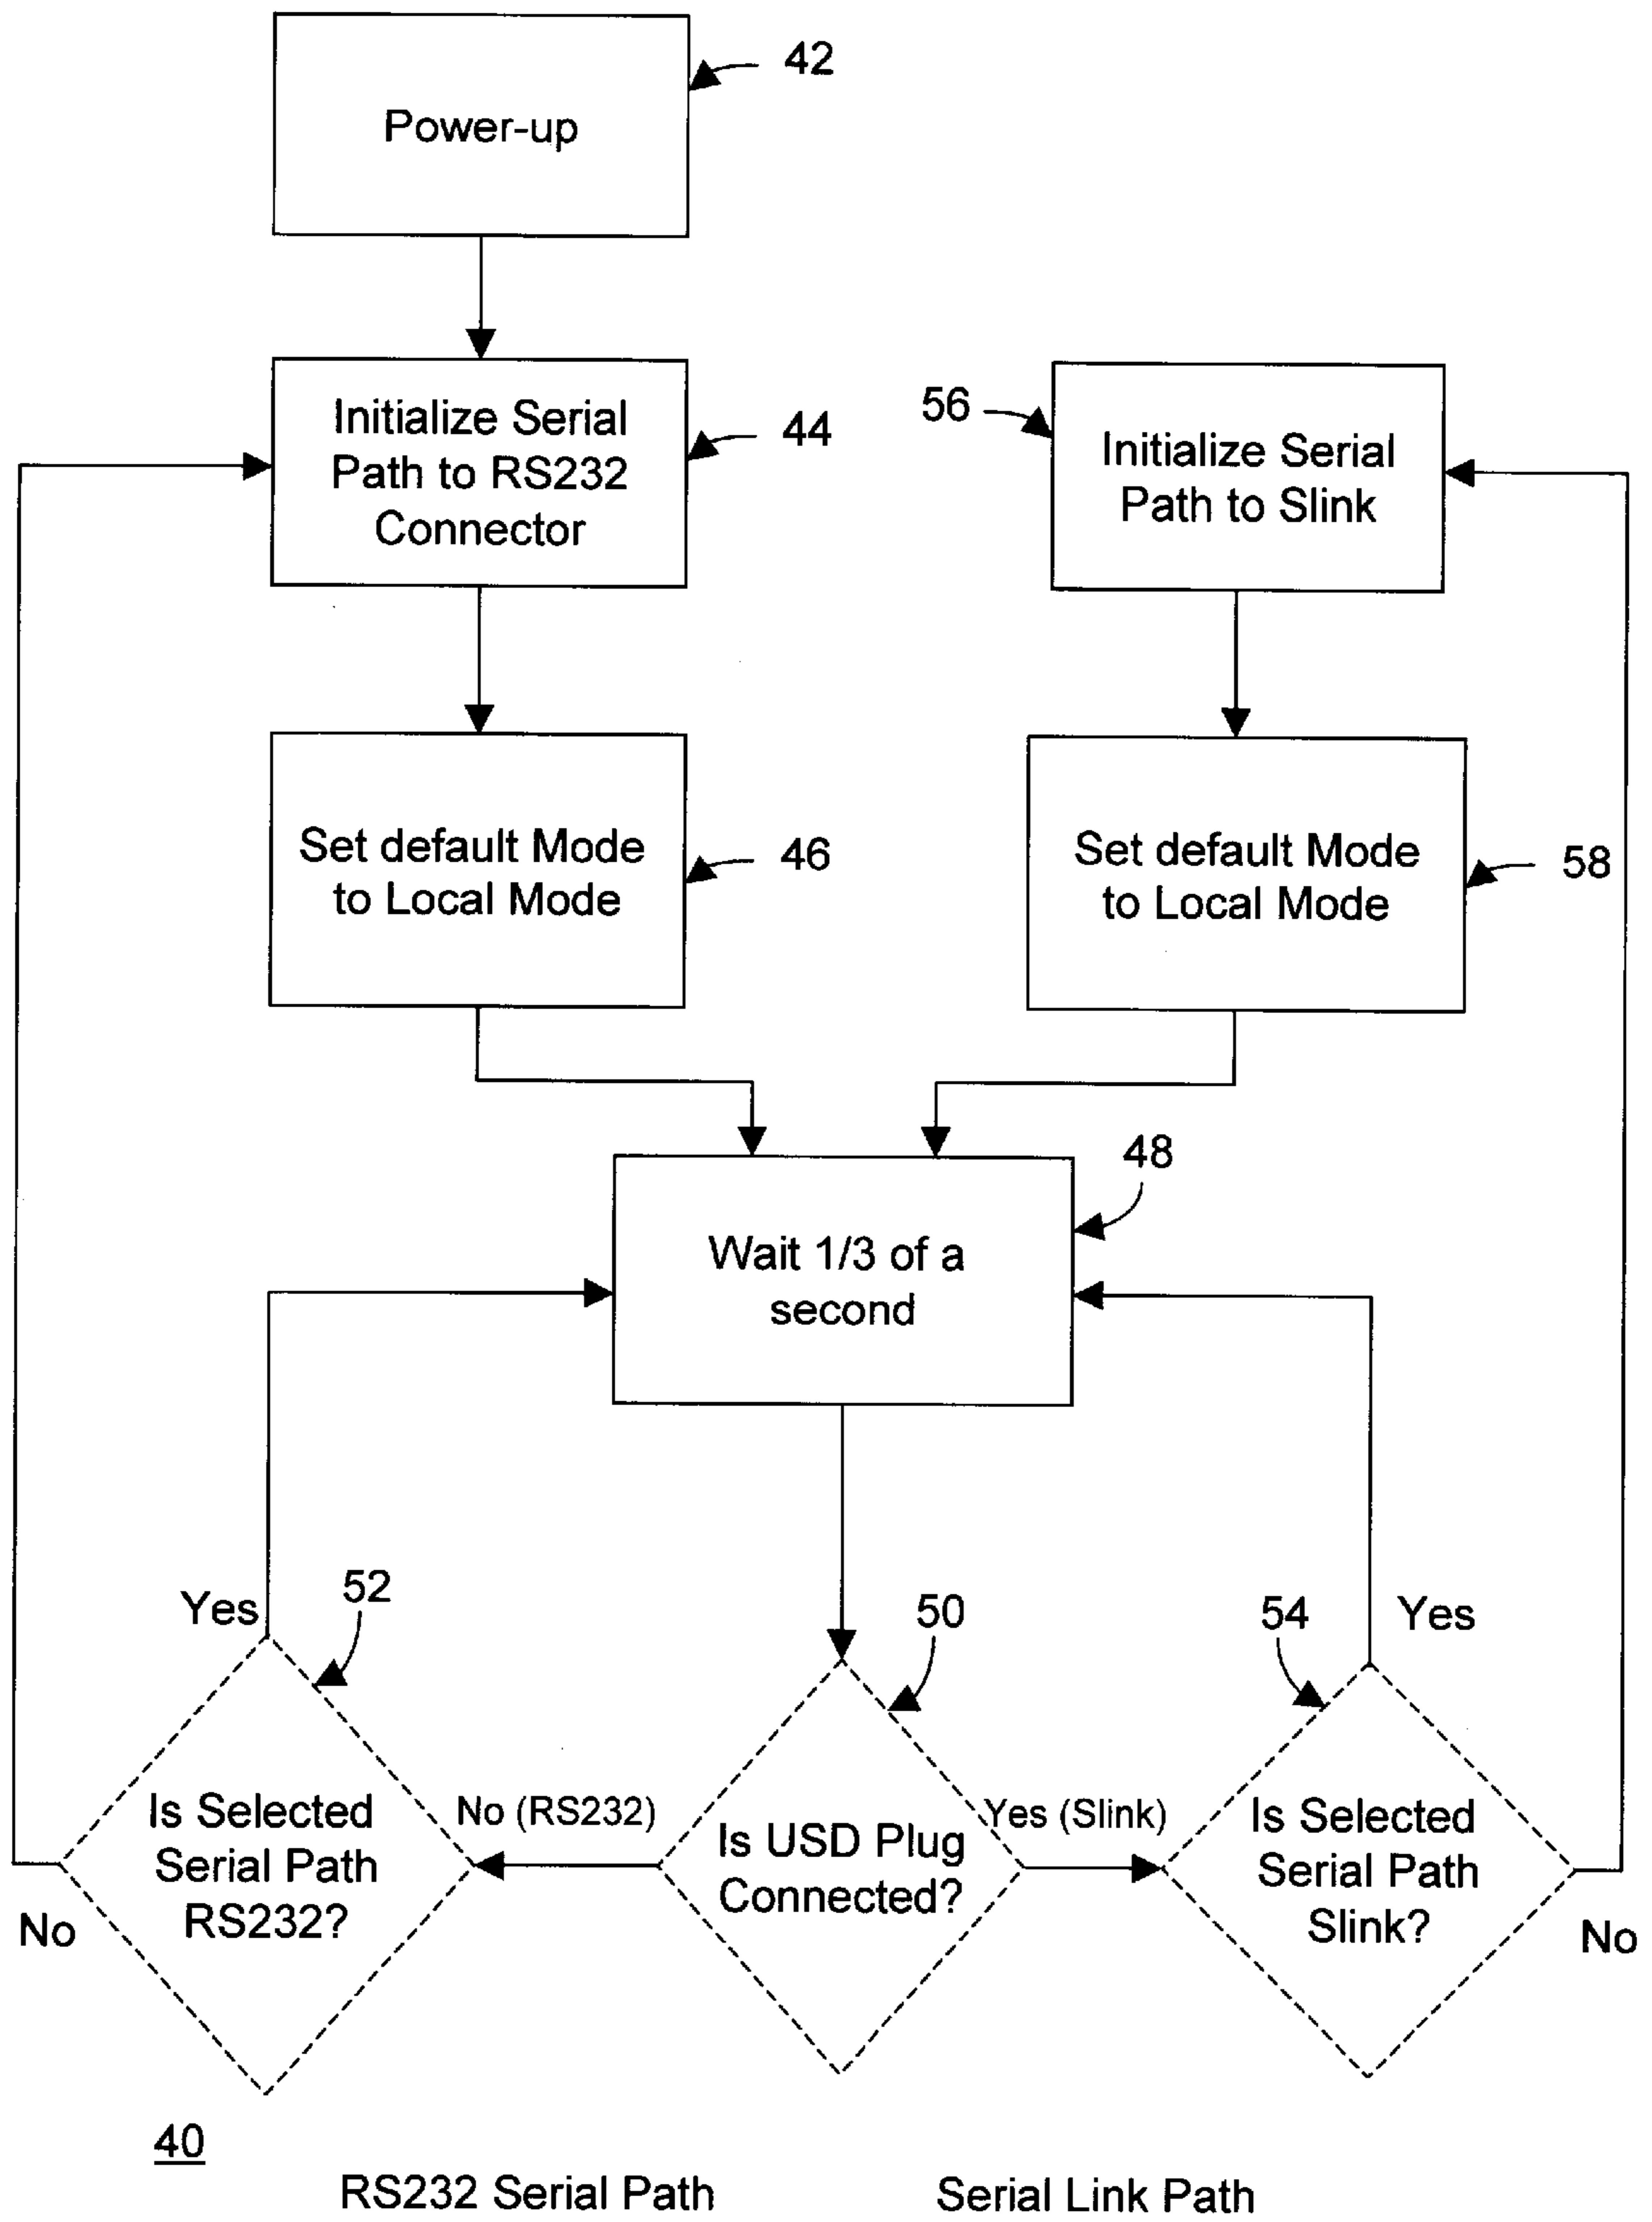 42
Power-up
Initialize Serial
Path to RS232
Connector
44
56
Initialize Serial
Path to Slink
Set default Mode
to Local Mode
46
Set default Mode
to Local Mode
58
48
Wait 1/3 of a
second
Yes
52
50
54
Yes
Is Selected
Serial Path
RS232?
No (RS232)
Is USD Plug
Connected?
Yes (Slink)
Is Selected
Serial Path
Slink?
No
No
40
RS232 Serial Path
Serial Link Path